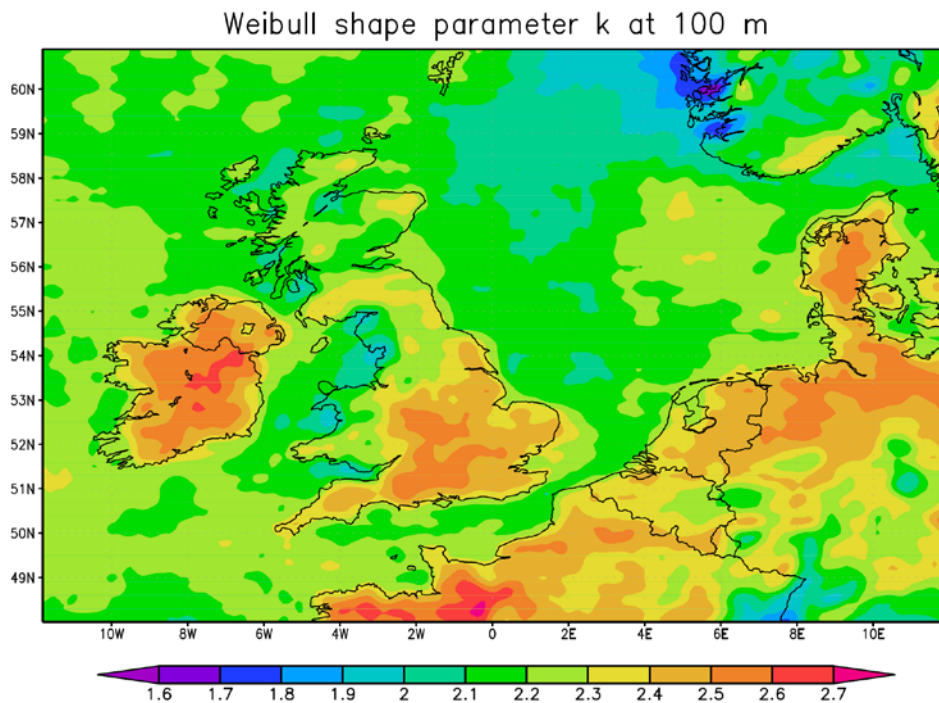 Weibull shape parameter k at 100 m
60N
59N
58N
57N
56N
55N
54N
53N
52N
51N
50N
49N
10W 8W 6W 4W 2W 0 2E 4E 6E 8E 10E
1.6 1.7 1.8 1.9 2 2.1 2.2 2.3 2.4 2.5 2.6 2.7